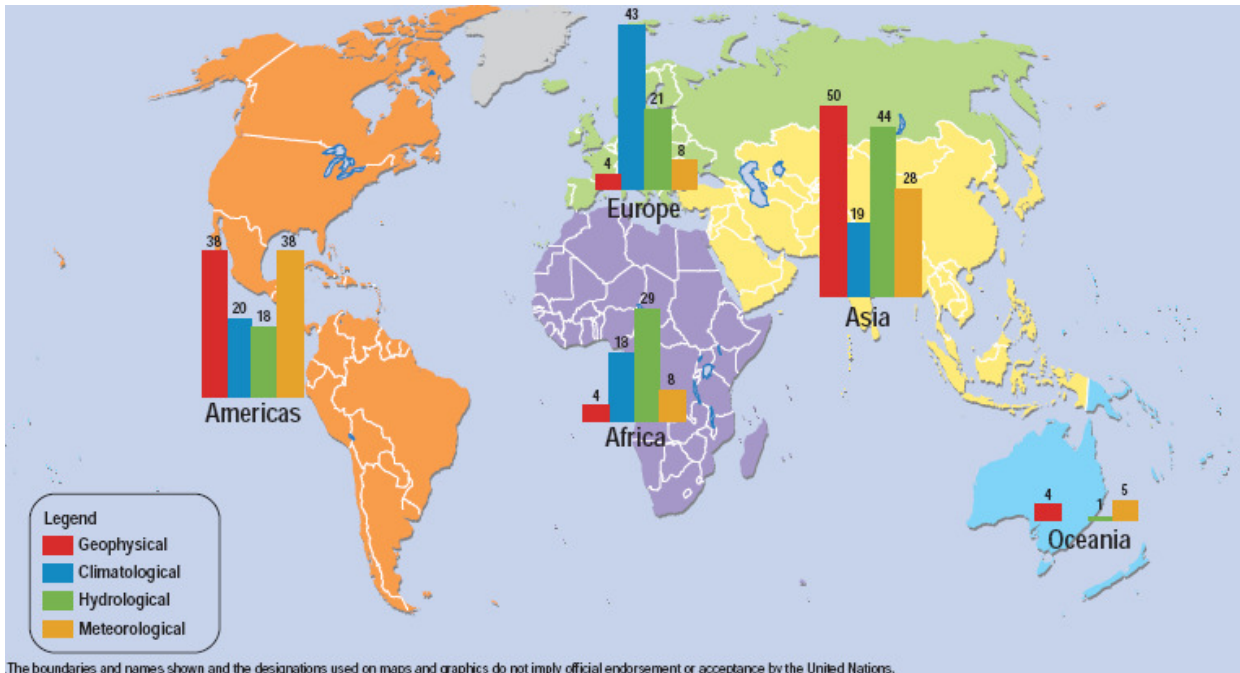 43
50
21
44
4
8
28
Europe
19
38
38
29
20
18
18
Asia
8
4
Americas
Africa
4
1
5
Oceania
Legend
Geophysical
Climatological
Hydrological
Meteorological
The boundaries and names shown and the designations used on maps and graphics do not imply official endorsement or acceptance by the United Nations.